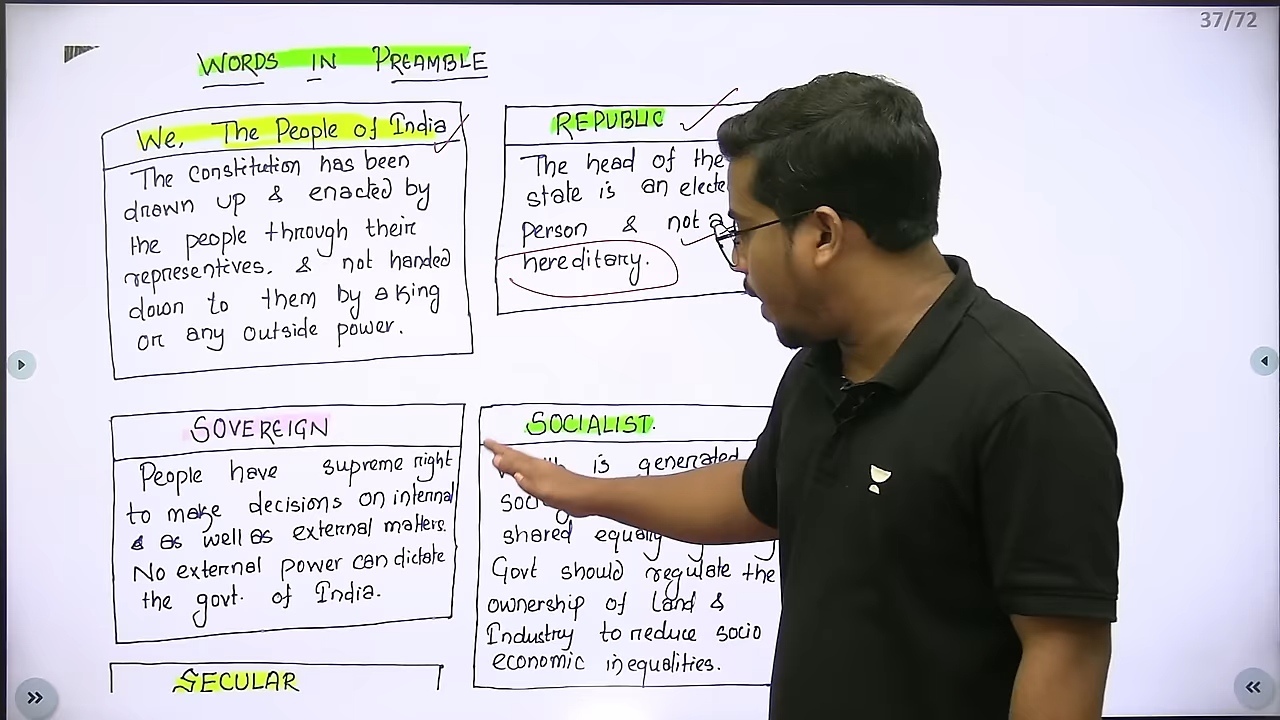 37/72
WORDS IN PREAMBLE
We, The People of India
The constitution has been
drawn up & enacted by
the people through their
representives. & not handed
down to them by a king
or any outside power.
REPUBLIC
The head of the
state is an electe
person & not a
hereditary.
SOVEREIGN
People have supreme right
to make decisions on internal
& as well as external matters.
No external power can dictate
the govt. of India.
SOCIALIST.
is generated
shared
Govt should regulate the
ownership of Land &
Industry to reduce socio
economic inequalities.
SECULAR